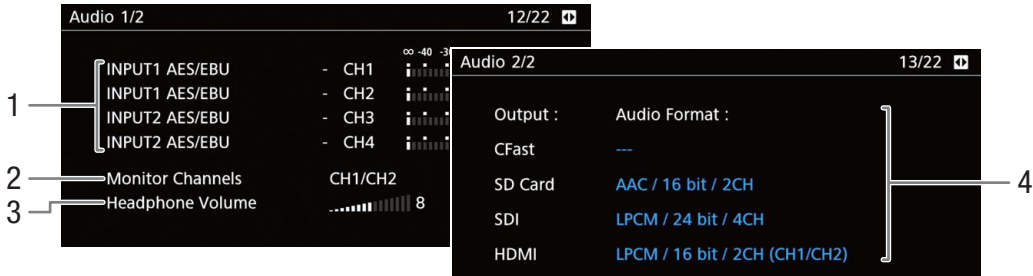 Audio 1/2 12/22
∞ -40 -3
1
INPUT1 AES/EBU - CH1
INPUT1 AES/EBU - CH2
INPUT2 AES/EBU - CH3
INPUT2 AES/EBU - CH4
2 Monitor Channels CH1/CH2
3 Headphone Volume 8
Audio 2/2 13/22
Output : Audio Format :
CFast ---
SD Card AAC / 16 bit / 2CH
SDI LPCM / 24 bit / 4CH
HDMI LPCM / 16 bit / 2CH (CH1/CH2)
4